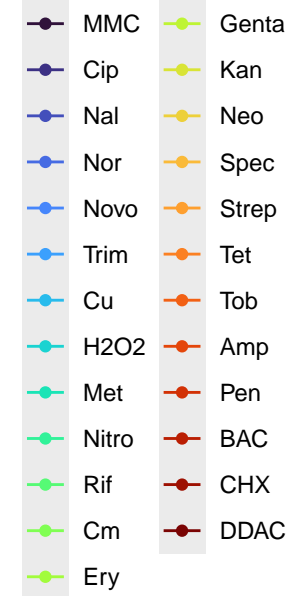 MMC
Cip
Nal
Nor
Novo
Trim
Cu
H2O2
Met
Nitro
Rif
Cm
Ery
Genta
Kan
Neo
Spec
Strep
Tet
Tob
Amp
Pen
BAC
CHX
DDAC